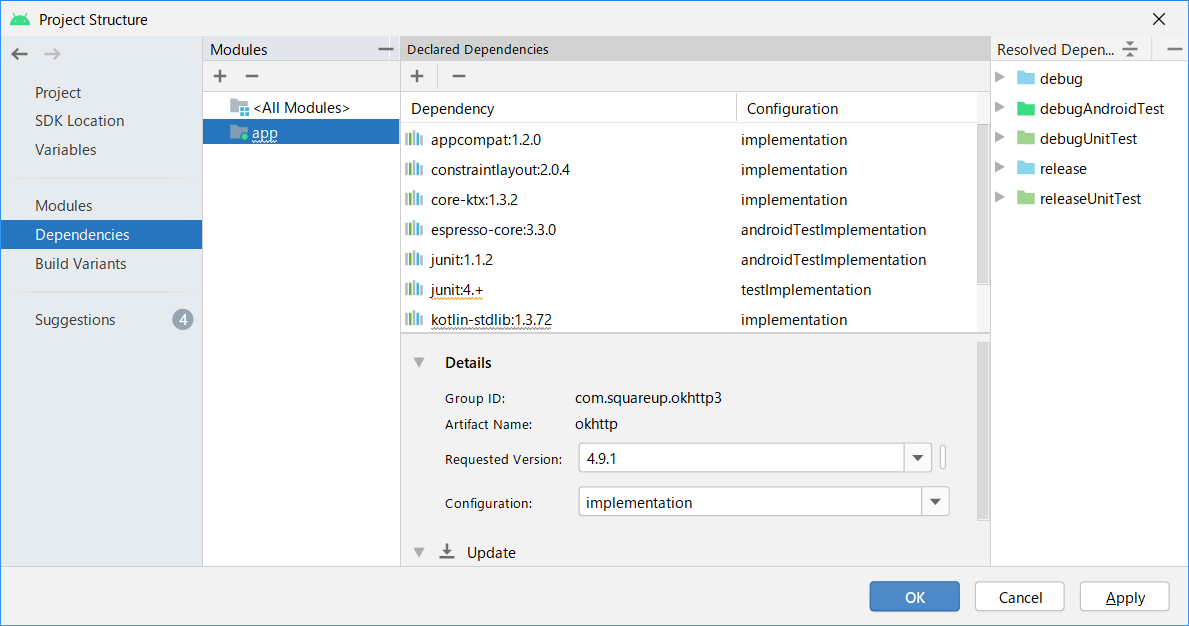 Project Structure
Project
SDK Location
Variables
Modules
Dependencies
Build Variants
Suggestions 4
Modules
<All Modules>
app
Declared Dependencies
Dependency Configuration
appcompat:1.2.0 implementation
constraintlayout:2.0.4 implementation
core-ktx:1.3.2 implementation
espresso-core:3.3.0 androidTestImplementation
junit:1.1.2 androidTestImplementation
junit:4.+ testImplementation
kotlin-stdlib:1.3.72 implementation
Details
Group ID: com.squareup.okhttp3
Artifact Name: okhttp
Requested Version: 4.9.1
Configuration: implementation
Update
Resolved Depen...
debug
debugAndroidTest
debugUnitTest
release
releaseUnitTest
OK Cancel Apply